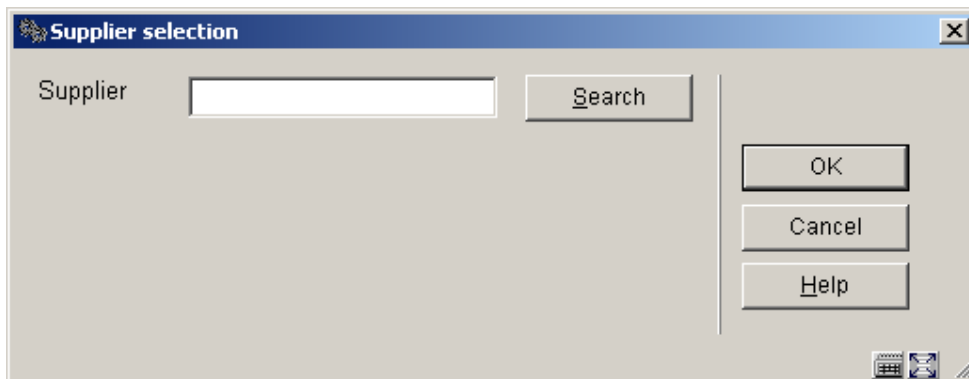 Supplier selection
Supplier
Search
OK
Cancel
Help